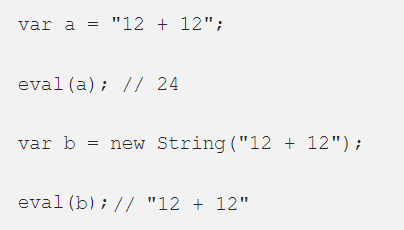 var a = "12 + 12";
eval(a); // 24
var b = new String("12 + 12");
eval(b);// "12 + 12"